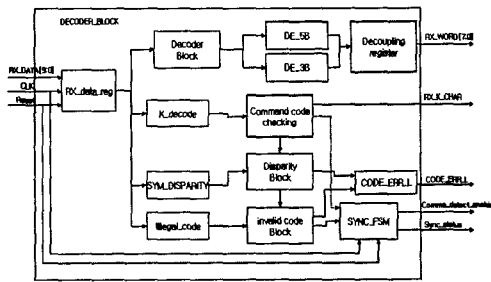 DECODER_BLOCK
RX_DATA[9:0]
CLK
Reset
RX_data_reg
Decoder Block
DE_5B
DE_3B
Decoupling register
RX_WORD[7:0]
K_decode
Command code checking
RX_K_CHAR
SYM_DISPARITY
Disparity Block
CODE_ERR_L
CODE_ERR_L
Illegal_code
invalid code Block
SYNC_FSM
Comma_detect_enable
Sync_status